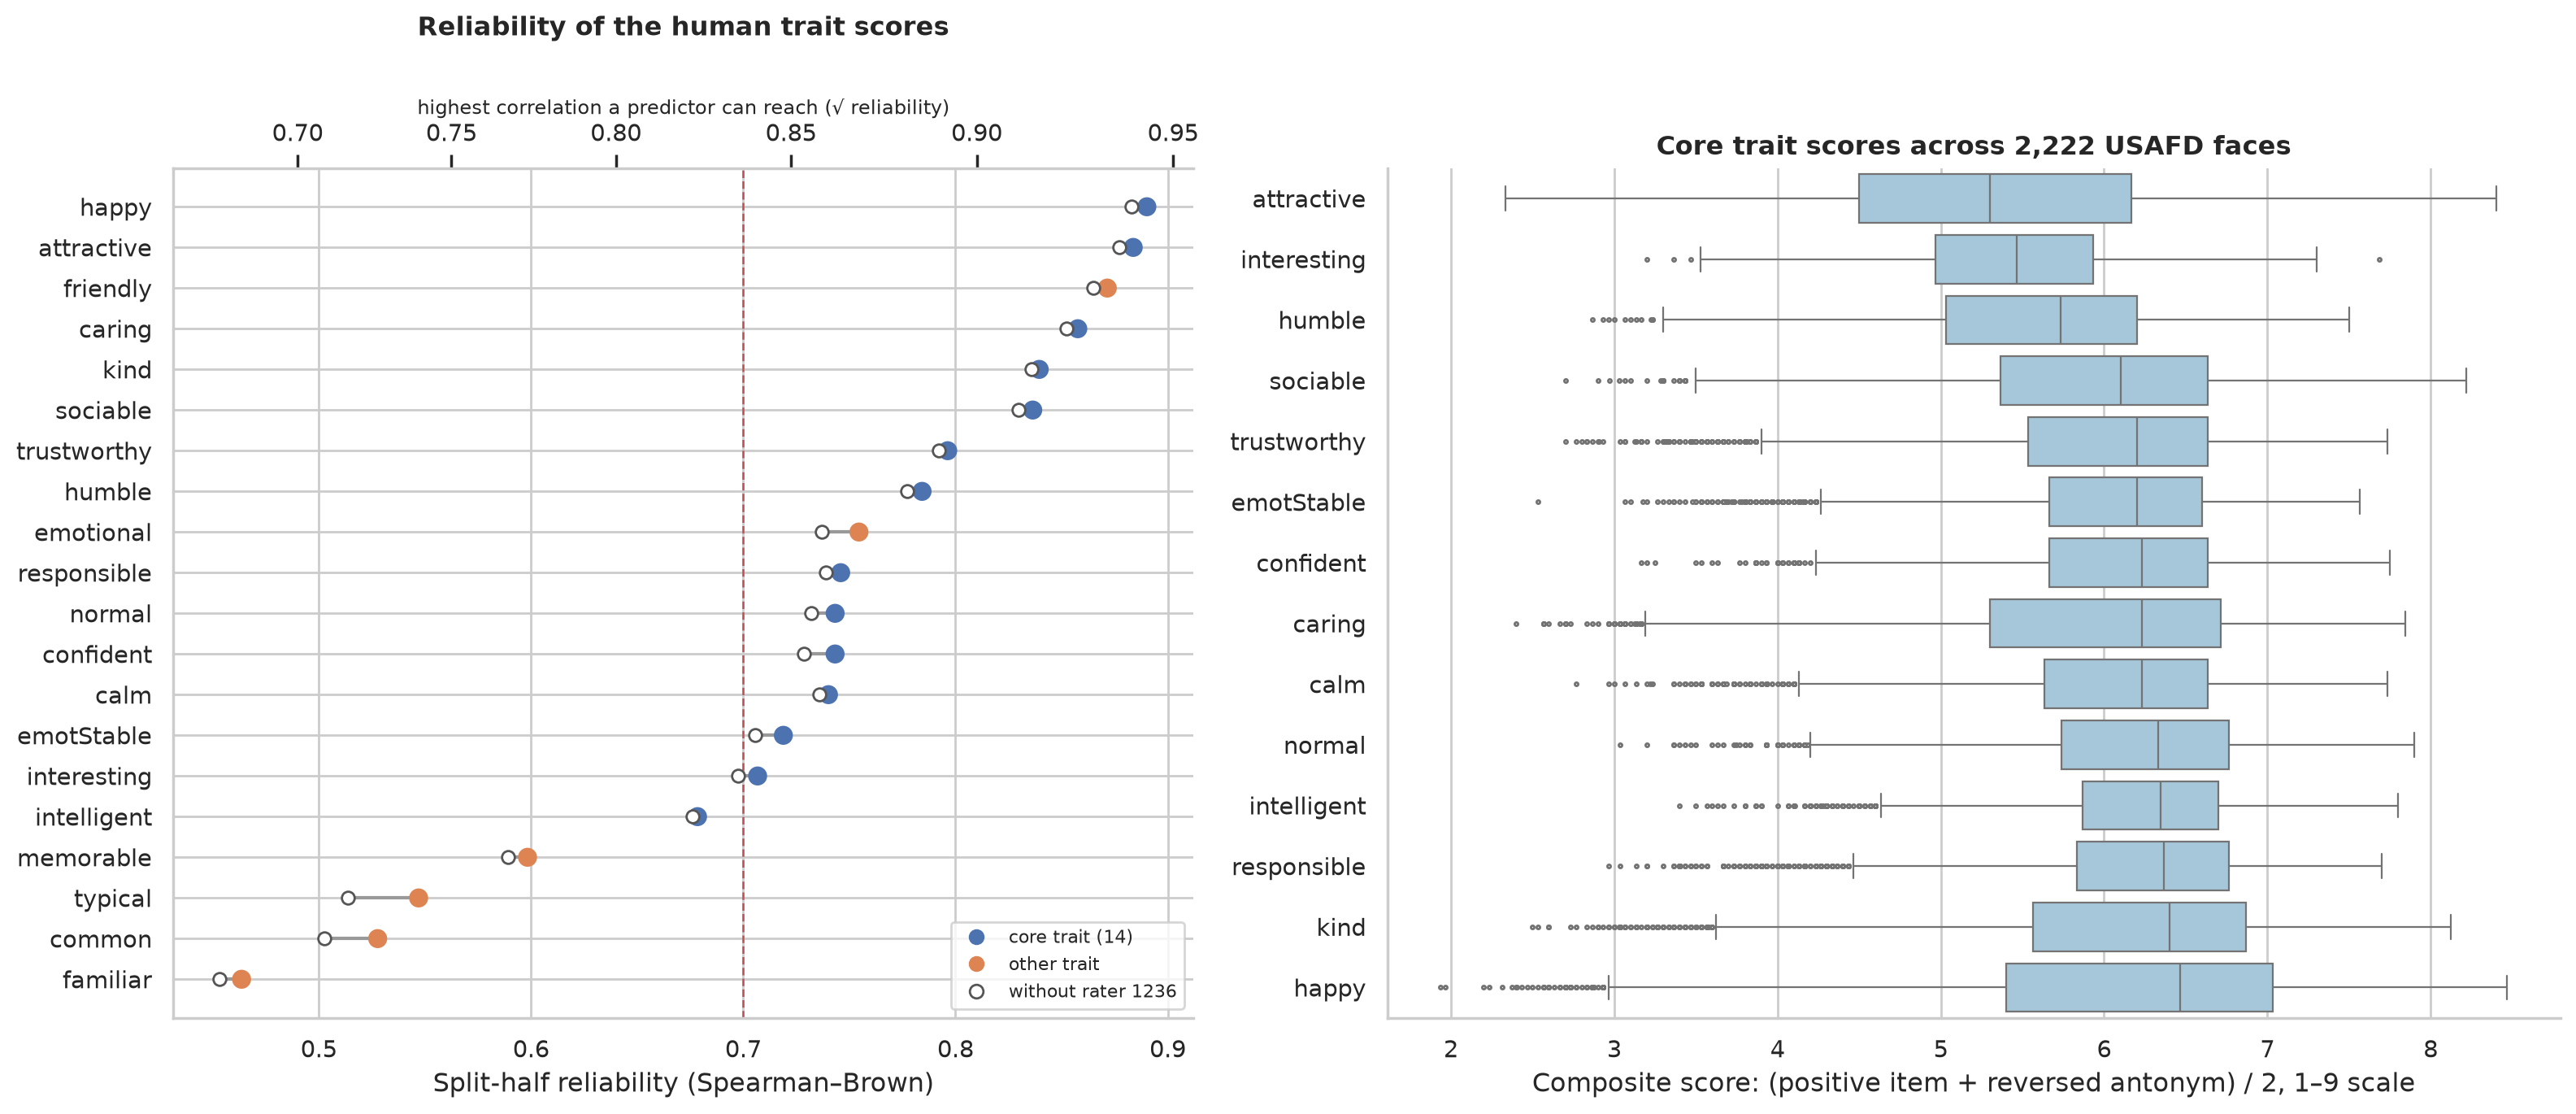 Reliability of the human trait scores
highest correlation a predictor can reach (√ reliability)
0.70 0.75 0.80 0.85 0.90 0.95
happy
attractive
friendly
caring
kind
sociable
trustworthy
humble
emotional
responsible
normal
confident
calm
emotStable
interesting
intelligent
memorable
typical
common
familiar
core trait (14)
other trait
without rater 1236
0.5 0.6 0.7 0.8 0.9
Split-half reliability (Spearman–Brown)
Core trait scores across 2,222 USAFD faces
attractive
interesting
humble
sociable
trustworthy
emotStable
confident
caring
calm
normal
intelligent
responsible
kind
happy
2 3 4 5 6 7 8
Composite score: (positive item + reversed antonym) / 2, 1–9 scale